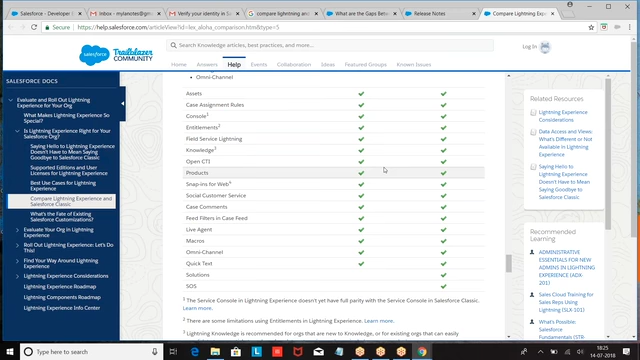 Salesforce - Developer E
Inbox - mylsnotes@gmai
Verify your identity in S
compare lightning and
What are the Gaps Betw
Release Notes
Compare Lightning Expe
Secure | https://help.salesforce.com/articleView?id=lex_aloha_comparison.htm&type=5
salesforce
TRAILBLAZER
COMMUNITY
Search Knowledge articles, best practices, and more...
Log In
Home
Help
Events
Collaboration
Ideas
Featured Groups
Known Issues
SALESFORCE DOCS
Evaluate and Roll Out Lightning
Experience for Your Org
What Makes Lightning Experience So
Special?
Is Lightning Experience Right for Your
Salesforce Org?
Saying Hello to Lightning Experience
Doesn't Have to Mean Saying
Goodbye to Salesforce Classic
Supported Editions and User
Licenses for Lightning Experience
Best Use Cases for Lightning
Experience
Compare Lightning Experience and
Salesforce Classic
What's the Fate of Existing
Salesforce Customizations?
Evaluate Your Org in Lightning
Experience
Roll Out Lightning Experience: Let's Do
This!
Find Your Way Around Lightning
Experience
Lightning Experience Considerations
Lightning Experience Roadmap
Lightning Components Roadmap
Lightning Experience Info Center
• Omni-Channel
Assets
Case Assignment Rules
Console1
Entitlements2
Field Service Lightning
Knowledge3
Open CTI
Products
Snap-ins for Web4
Social Customer Service
Case Comments
Feed Filters in Case Feed
Live Agent
Macros
Omni-Channel
Quick Text
Solutions
SOS
1 The Service Console in Lightning Experience doesn't yet have full parity with the Service Console in Salesforce Classic.
Learn more.
2 There are some limitations using Entitlements in Lightning Experience. Learn more.
3 Lightning Knowledge is recommended for orgs that are new to Knowledge, or for existing orgs that can easily
Related Resources
Lightning Experience
Considerations
Data Access and Views:
What's Different or Not
Available in Lightning
Experience
Saying Hello to
Lightning Experience
Doesn't Have to Mean
Saying Goodbye to
Salesforce Classic
Recommended
Learning
ADMINISTRATIVE
ESSENTIALS FOR NEW
ADMINS IN LIGHTNING
EXPERIENCE (ADX-
201)
Sales Cloud Training for
Sales Reps Using
Lightning (SLX-101)
What's Possible:
Salesforce
Fundamentals (STR-
Type here to search
18:25
14-07-2018